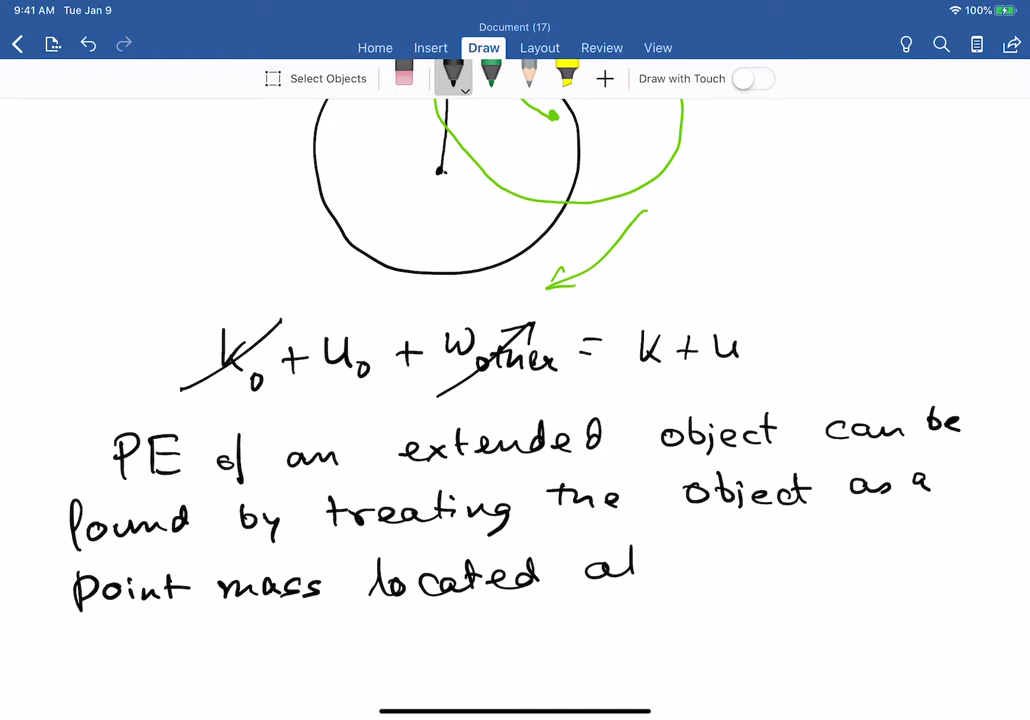 9:41 AM Tue Jan 9
100%
Document (17)
Home Insert Draw Layout Review View
Select Objects
Draw with Touch
K₀ + U₀ + Wother = K + U
PE of an extended object can be
found by treating the object as a
point mass located at